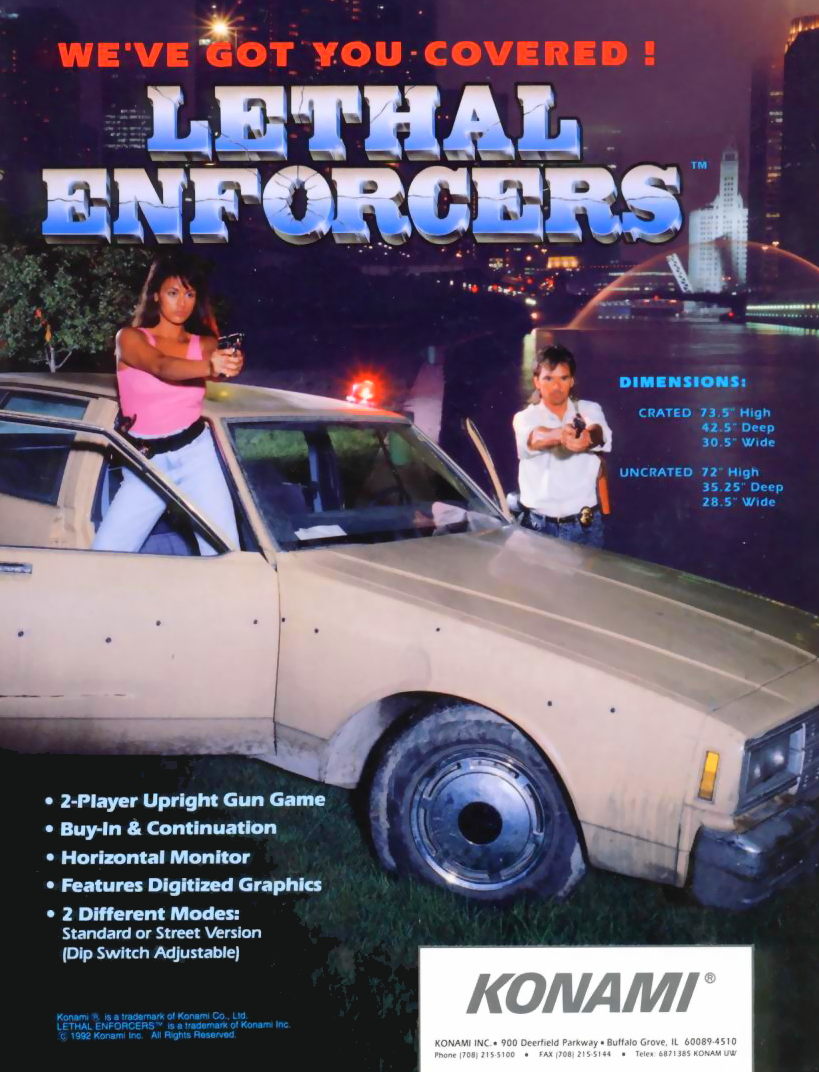 WE'VE GOT YOU COVERED !
LETHAL
ENFORCERS™
DIMENSIONS:
CRATED 73.5" High
42.5" Deep
30.5" Wide
UNCRATED 72" High
35.25" Deep
28.5" Wide
• 2-Player Upright Gun Game
• Buy-In & Continuation
• Horizontal Monitor
• Features Digitized Graphics
• 2 Different Modes:
Standard or Street Version
(Dip Switch Adjustable)
Konami ® is a trademark of Konami Co., Ltd.
LETHAL ENFORCERS™ is a trademark of Konami Inc.
© 1992 Konami Inc. All Rights Reserved.
KONAMI®
KONAMI INC. • 900 Deerfield Parkway • Buffalo Grove, IL 60089-4510
Phone (708) 215-5100 • FAX (708) 215-5144 • Telex: 6871385 KONAM UW